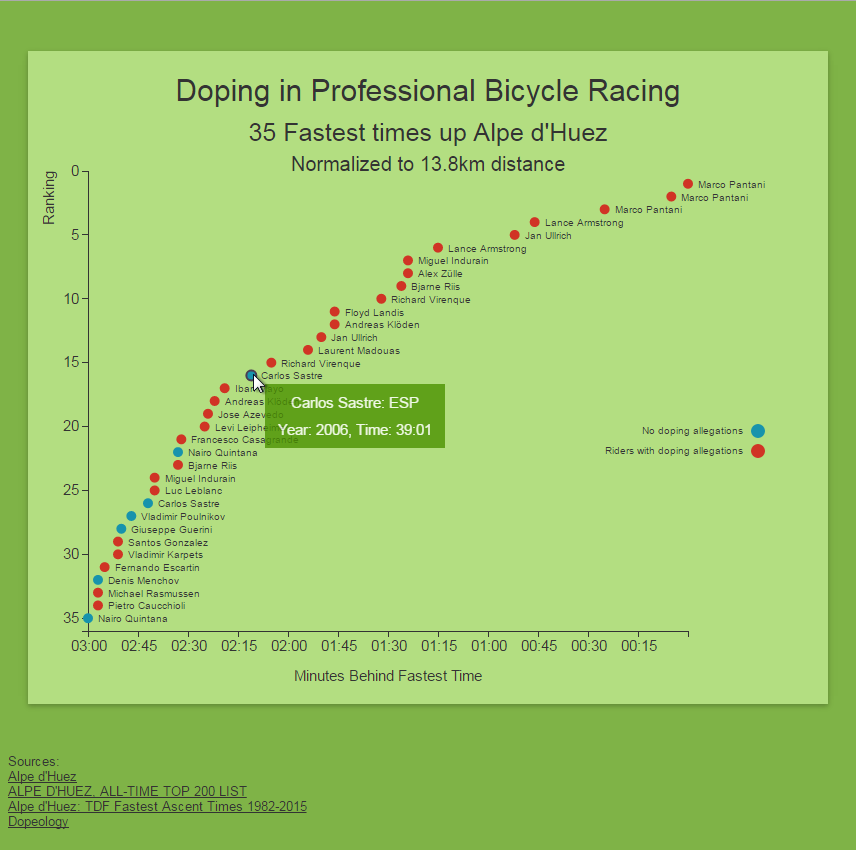 Doping in Professional Bicycle Racing
35 Fastest times up Alpe d'Huez
Normalized to 13.8km distance
Ranking
0
5
10
15
20
25
30
35
Marco Pantani
Marco Pantani
Marco Pantani
Lance Armstrong
Jan Ullrich
Lance Armstrong
Miguel Indurain
Alex Zülle
Bjarne Riis
Richard Virenque
Floyd Landis
Andreas Klöden
Jan Ullrich
Laurent Madouas
Richard Virenque
Carlos Sastre
Iban Mayo
Andreas Klöden
Jose Azevedo
Levi Leipheimer
Francesco Casagrande
Nairo Quintana
Bjarne Riis
Miguel Indurain
Luc Leblanc
Carlos Sastre
Vladimir Poulnikov
Giuseppe Guerini
Santos Gonzalez
Vladimir Karpets
Fernando Escartin
Denis Menchov
Michael Rasmussen
Pietro Caucchioli
Nairo Quintana
Carlos Sastre: ESP
Year: 2006, Time: 39:01
No doping allegations
Riders with doping allegations
03:00 02:45 02:30 02:15 02:00 01:45 01:30 01:15 01:00 00:45 00:30 00:15
Minutes Behind Fastest Time
Sources:
Alpe d'Huez
ALPE D'HUEZ, ALL-TIME TOP 200 LIST
Alpe d'Huez: TDF Fastest Ascent Times 1982-2015
Dopeology